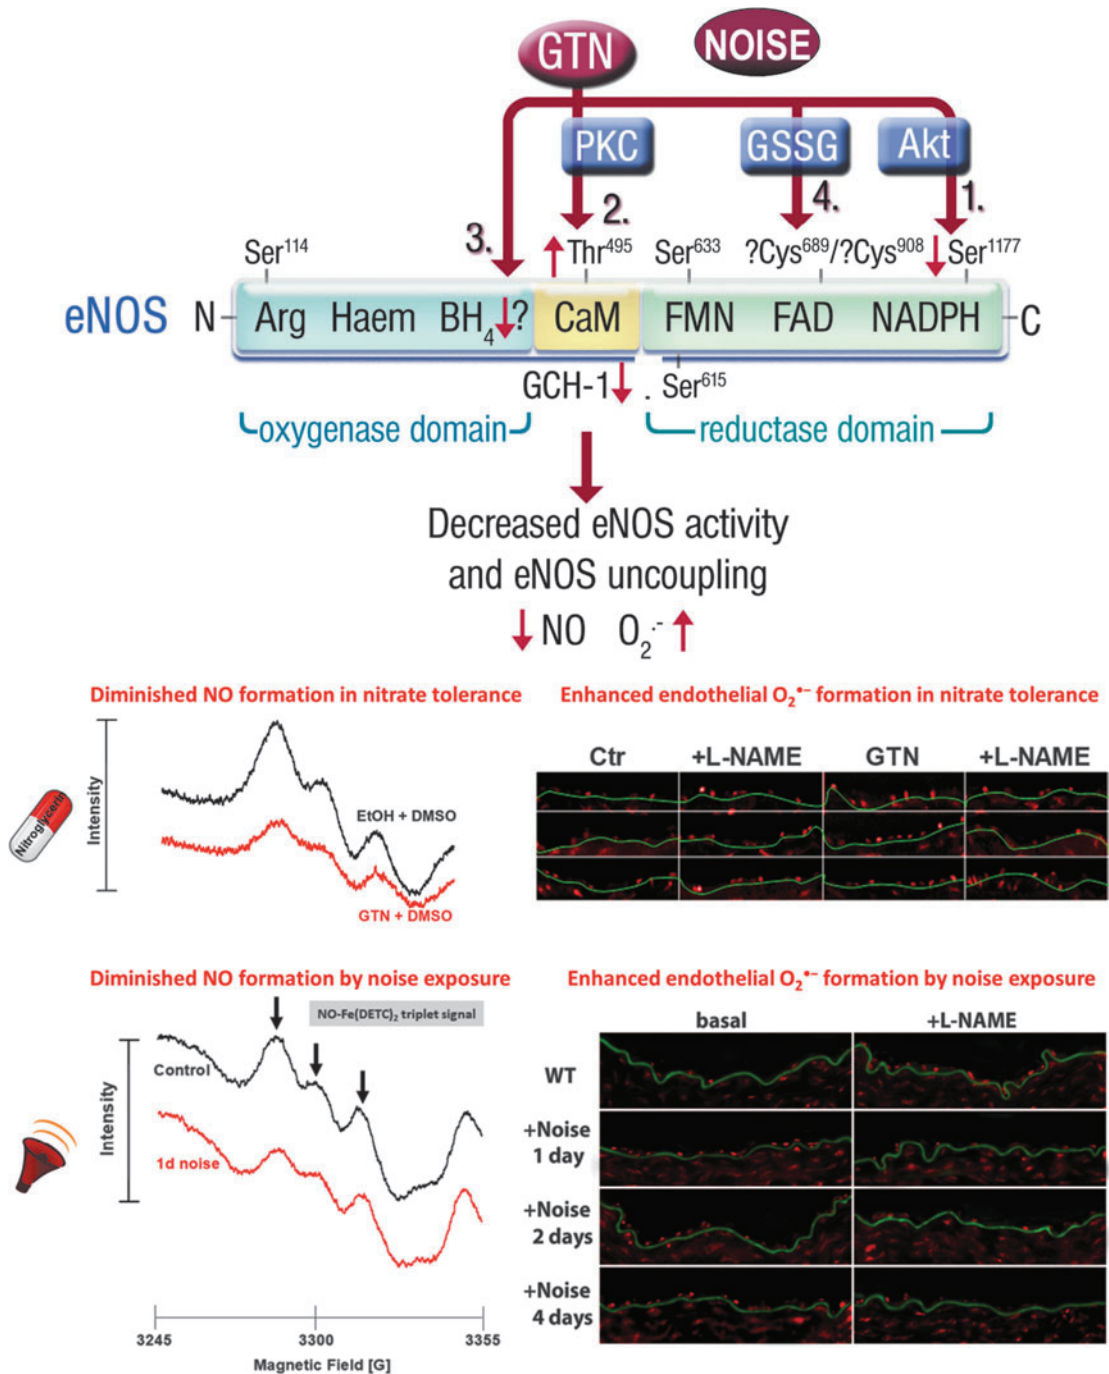 GTN
NOISE
PKC
GSSG
Akt
1.
2.
4.
3.
Ser114
Thr495
Ser633
?Cys689/?Cys908
Ser1177
eNOS
N
Arg
Haem
BH4
?
CaM
FMN
FAD
NADPH
C
GCH-1
.
Ser615
oxygenase domain
reductase domain
Decreased eNOS activity
and eNOS uncoupling
NO O2·-
Diminished NO formation in nitrate tolerance
Enhanced endothelial O2•− formation in nitrate tolerance
Nitroglycerin
Intensity
EtOH + DMSO
GTN + DMSO
Ctr
+L-NAME
GTN
+L-NAME
Diminished NO formation by noise exposure
Enhanced endothelial O2•− formation by noise exposure
NO-Fe(DETC)2 triplet signal
Intensity
Control
1d noise
3245
3300
3355
Magnetic Field [G]
basal
+L-NAME
WT
+Noise
1 day
+Noise
2 days
+Noise
4 days